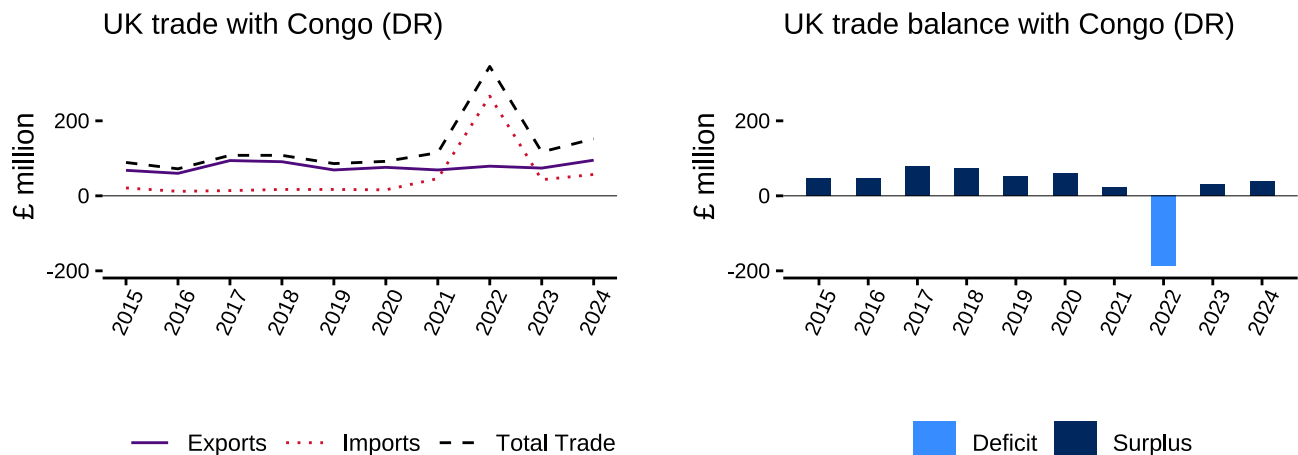 UK trade with Congo (DR)
£ million
200
0
-200
2015
2016
2017
2018
2019
2020
2021
2022
2023
2024
Exports
Imports
Total Trade
UK trade balance with Congo (DR)
£ million
200
0
-200
2015
2016
2017
2018
2019
2020
2021
2022
2023
2024
Deficit
Surplus